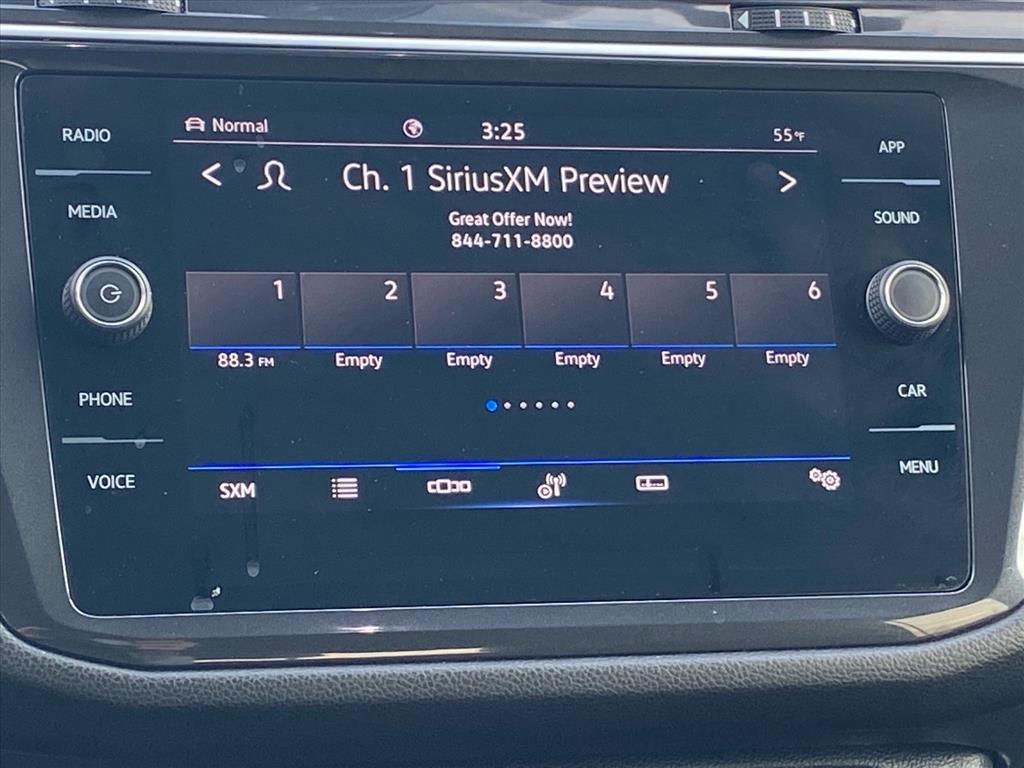 RADIO
MEDIA
PHONE
VOICE
Normal
3:25
55°F
Ch. 1 SiriusXM Preview
Great Offer Now!
844-711-8800
1 2 3 4 5 6
88.3 FM Empty Empty Empty Empty Empty
SXM
APP
SOUND
CAR
MENU